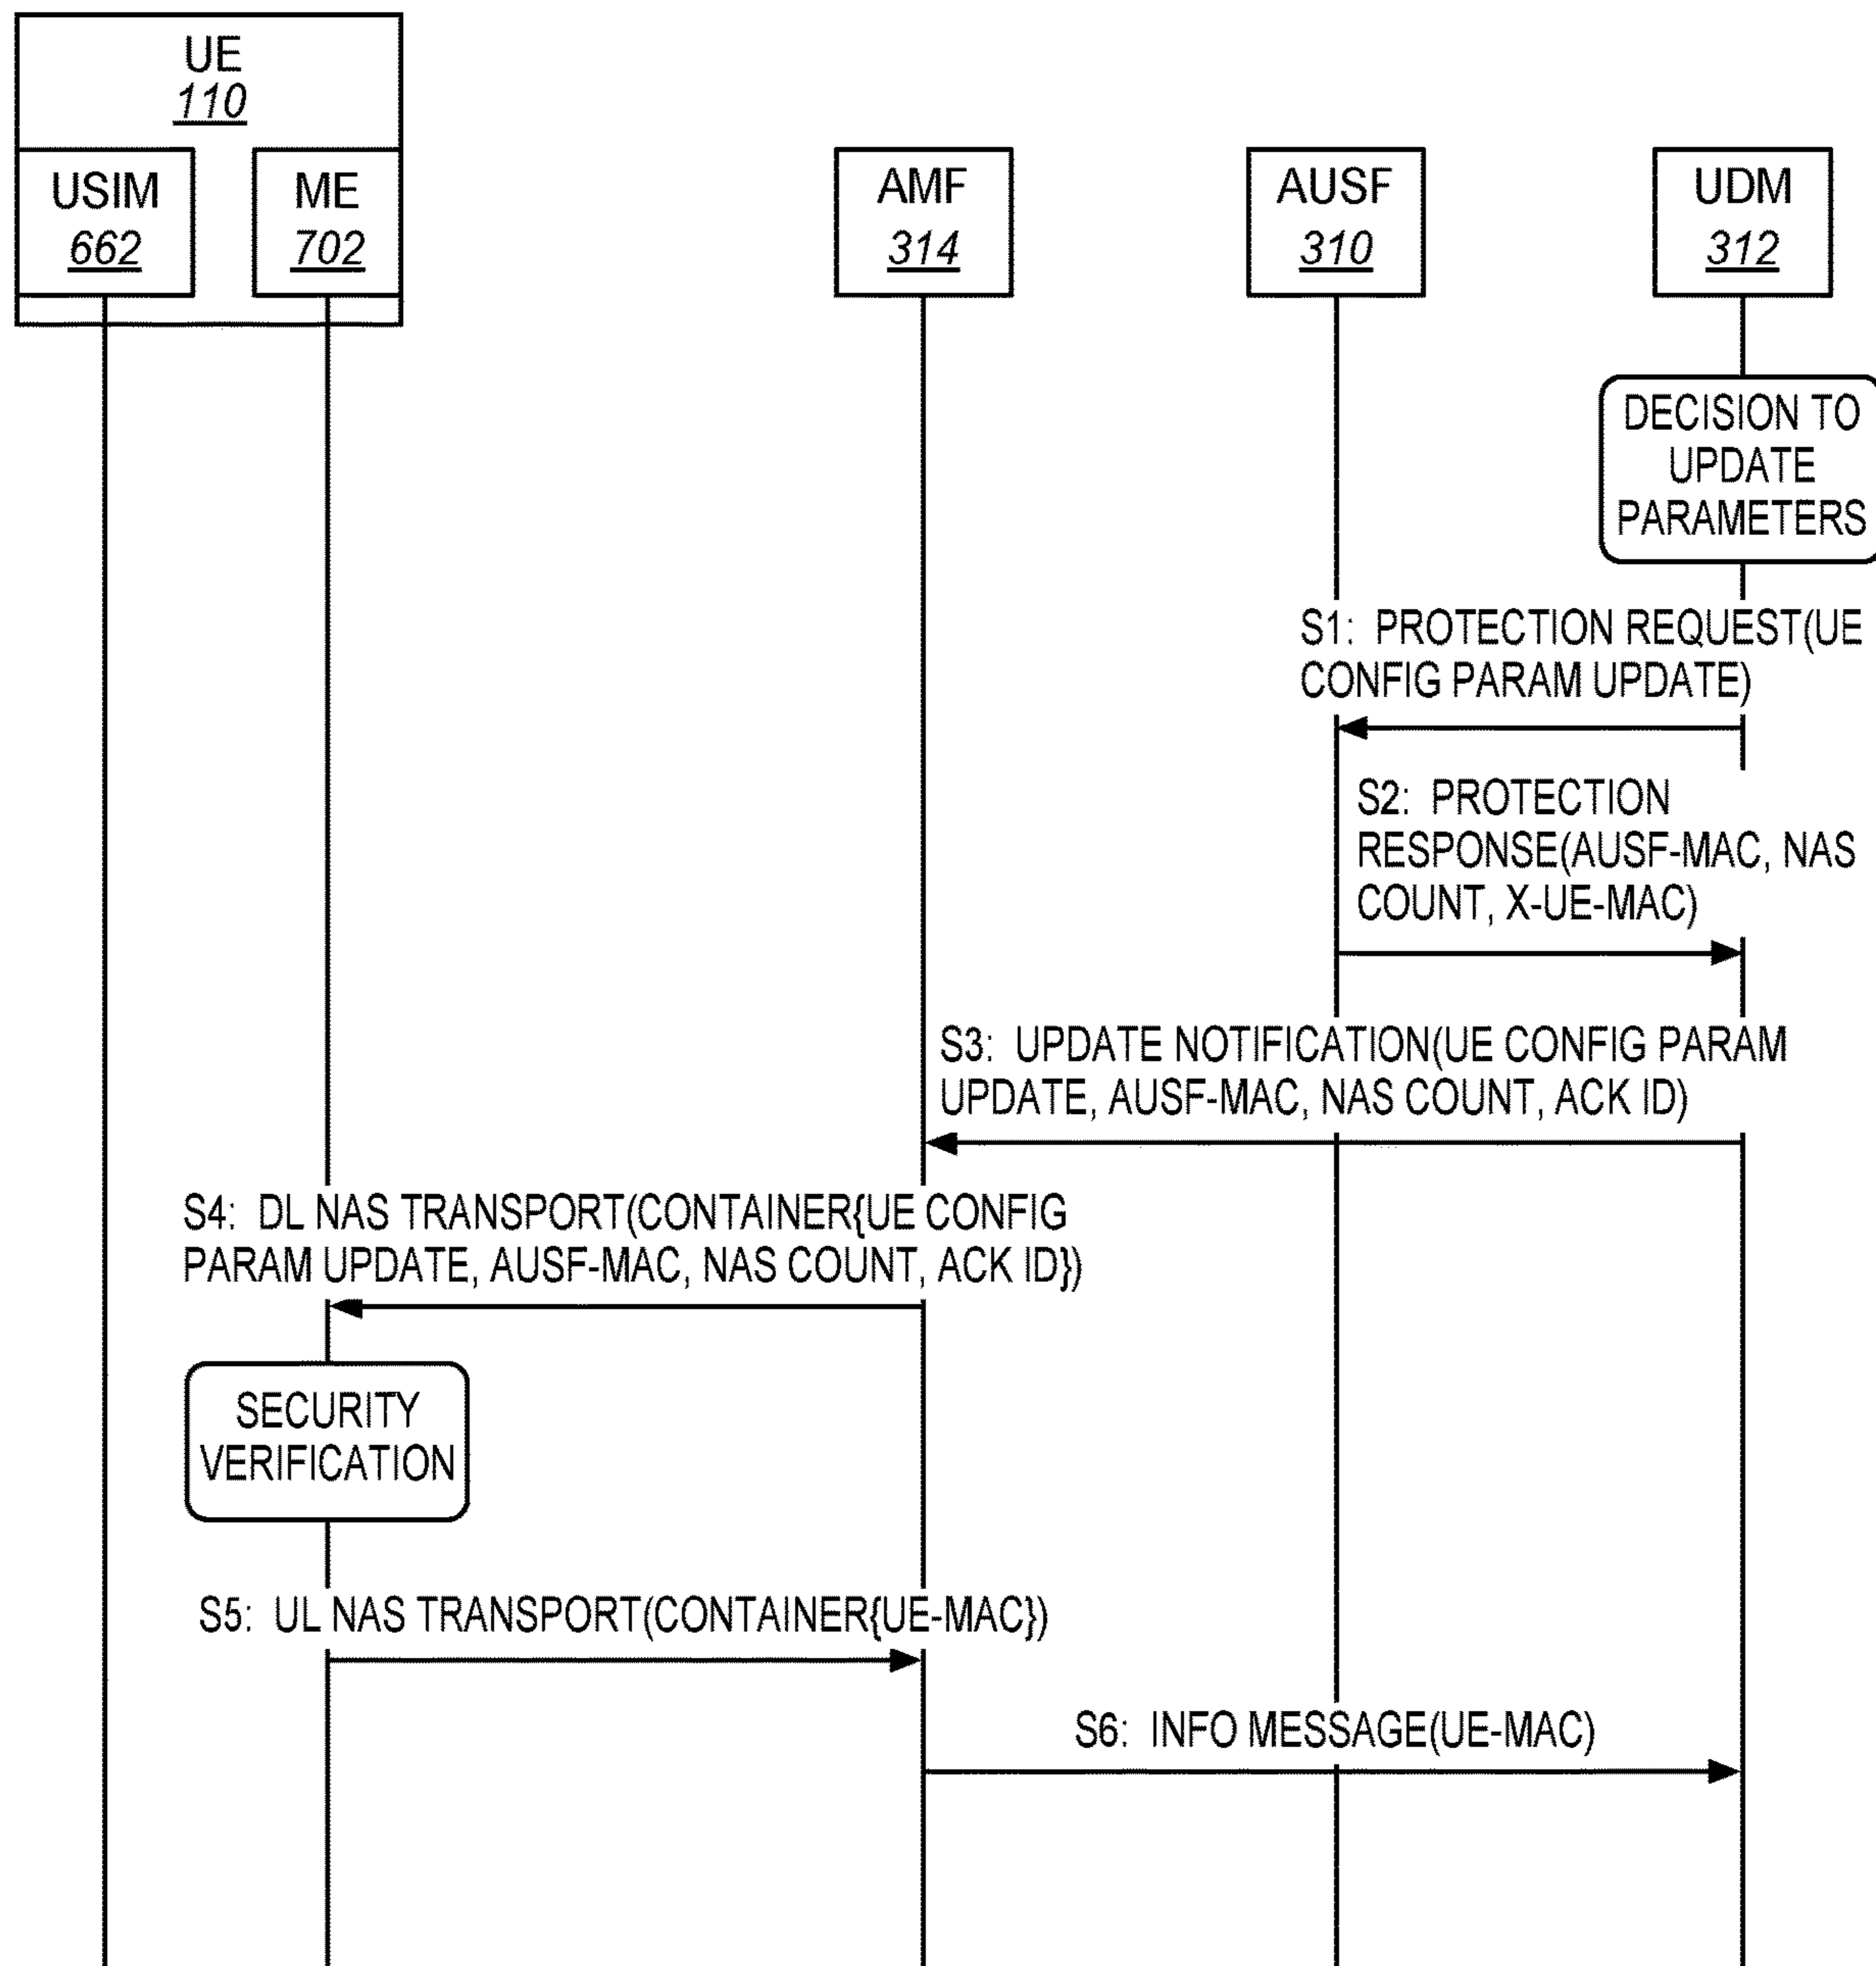 UE
110
USIM
662
ME
702
AMF
314
AUSF
310
UDM
312
DECISION TO
UPDATE
PARAMETERS
S1: PROTECTION REQUEST(UE
CONFIG PARAM UPDATE)
S2: PROTECTION
RESPONSE(AUSF-MAC, NAS
COUNT, X-UE-MAC)
S3: UPDATE NOTIFICATION(UE CONFIG PARAM
UPDATE, AUSF-MAC, NAS COUNT, ACK ID)
S4: DL NAS TRANSPORT(CONTAINER{UE CONFIG
PARAM UPDATE, AUSF-MAC, NAS COUNT, ACK ID})
SECURITY
VERIFICATION
S5: UL NAS TRANSPORT(CONTAINER{UE-MAC})
S6: INFO MESSAGE(UE-MAC)